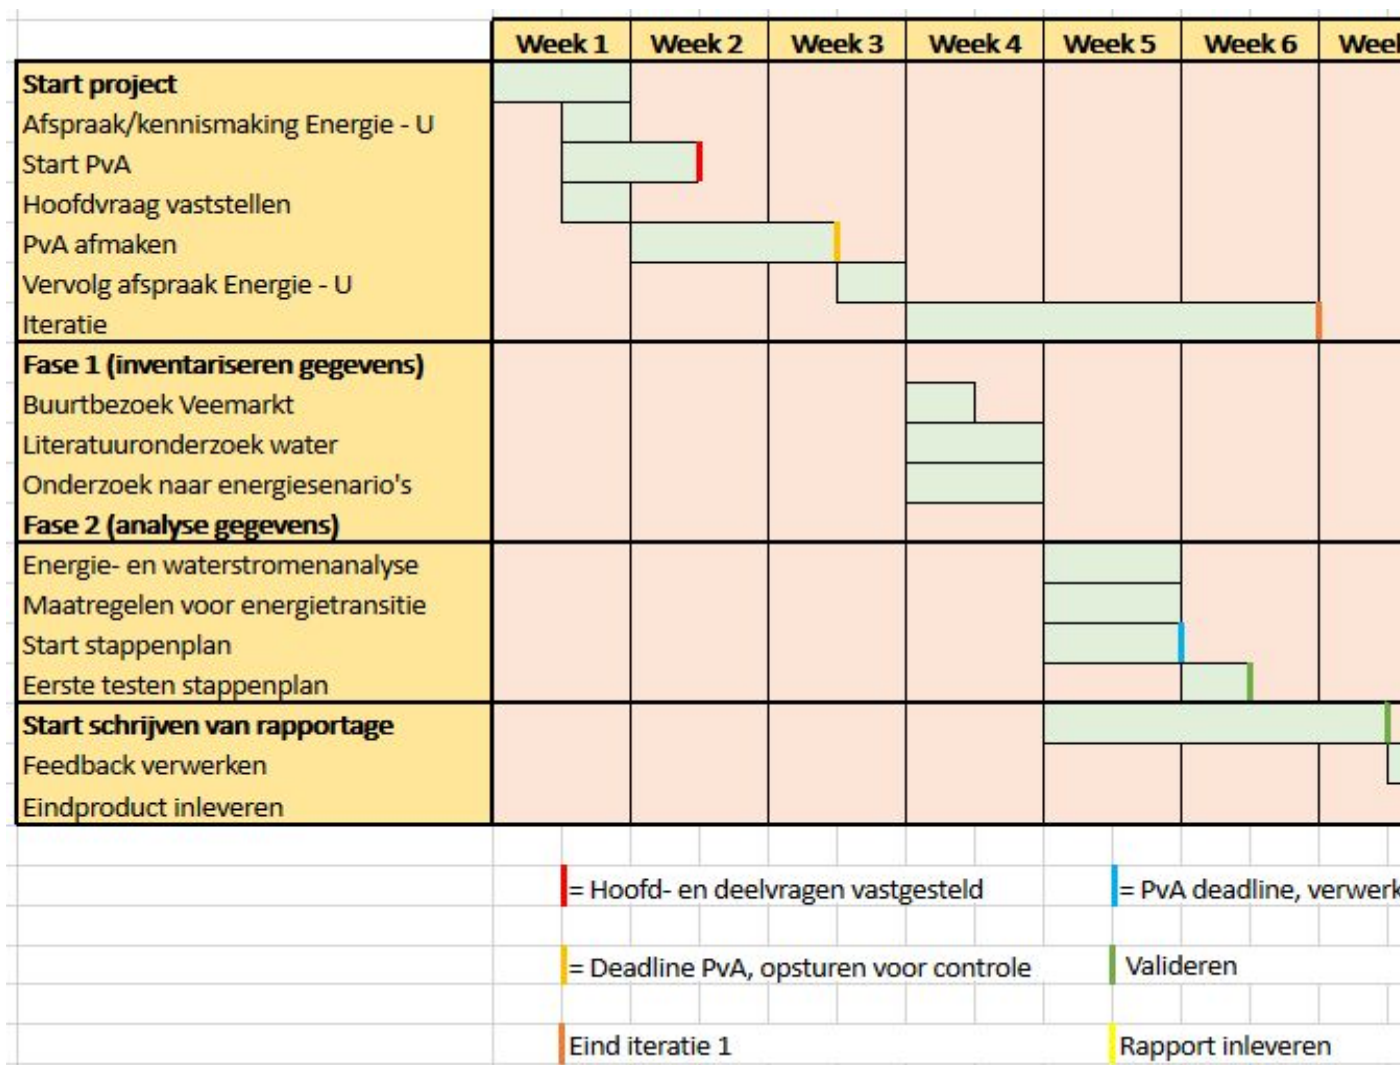 Week 1 Week 2 Week 3 Week 4 Week 5 Week 6 Weel
Start project
Afspraak/kennismaking Energie - U
Start PvA
Hoofdvraag vaststellen
PvA afmaken
Vervolg afspraak Energie - U
Iteratie
Fase 1 (inventariseren gegevens)
Buurtbezoek Veemarkt
Literatuuronderzoek water
Onderzoek naar energiesenario's
Fase 2 (analyse gegevens)
Energie- en waterstromenanalyse
Maatregelen voor energietransitie
Start stappenplan
Eerste testen stappenplan
Start schrijven van rapportage
Feedback verwerken
Eindproduct inleveren
= Hoofd- en deelvragen vastgesteld = PvA deadline, verwerk
= Deadline PvA, opsturen voor controle Valideren
Eind iteratie 1 Rapport inleveren